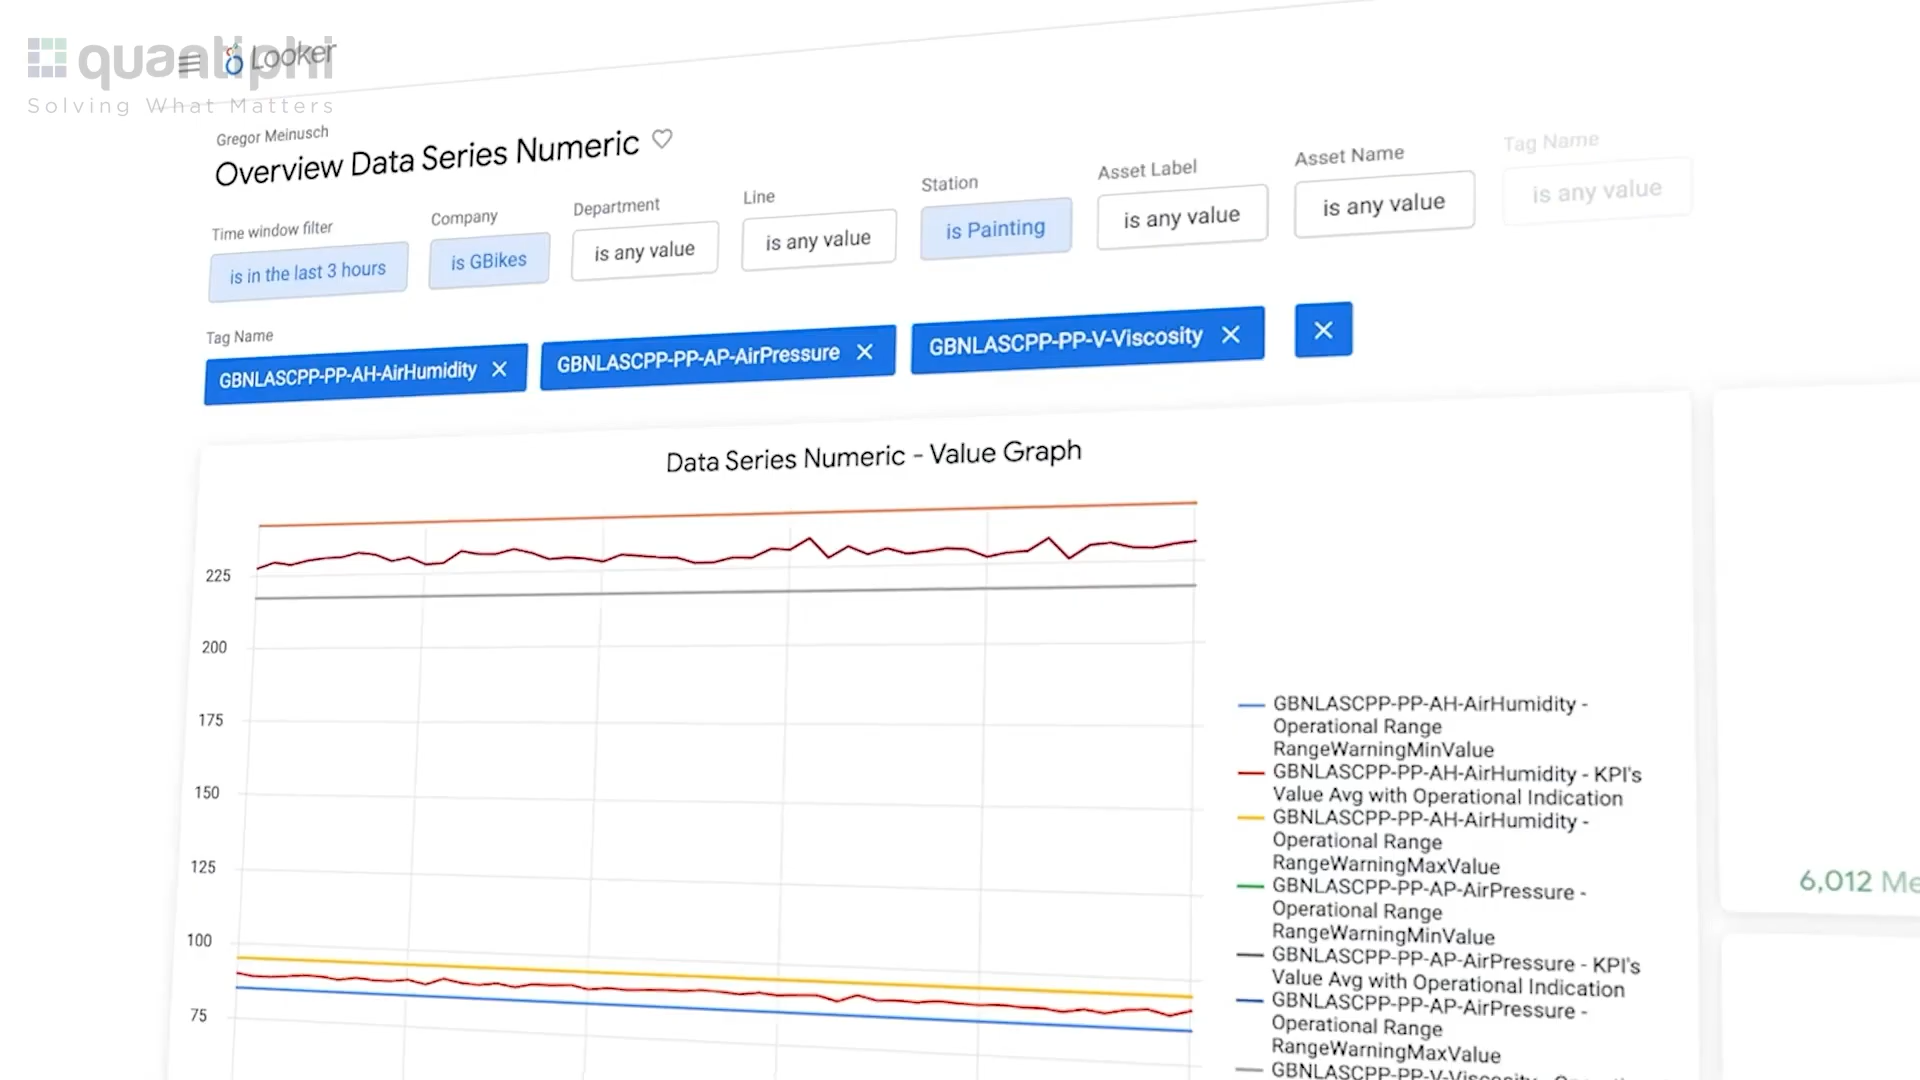 quantiphi
Looker
Solving What Matters
Gregor Meinusch
Overview Data Series Numeric
Time window filter
is in the last 3 hours
Company
is GBikes
Department
is any value
Line
is any value
Station
is Painting
Asset Label
is any value
Asset Name
is any value
Tag Name
is any value
Tag Name
GBNLASCPP-PP-AH-AirHumidity
GBNLASCPP-PP-AP-AirPressure
GBNLASCPP-PP-V-Viscosity
Data Series Numeric - Value Graph
225
200
175
150
125
100
75
GBNLASCPP-PP-AH-AirHumidity -
Operational Range
RangeWarningMinValue
GBNLASCPP-PP-AH-AirHumidity - KPI's
Value Avg with Operational Indication
GBNLASCPP-PP-AH-AirHumidity -
Operational Range
RangeWarningMaxValue
GBNLASCPP-PP-AP-AirPressure -
Operational Range
RangeWarningMinValue
GBNLASCPP-PP-AP-AirPressure - KPI's
Value Avg with Operational Indication
GBNLASCPP-PP-AP-AirPressure -
Operational Range
RangeWarningMaxValue
GBNLASCPP-PP-V-Viscosity -
6,012 Me